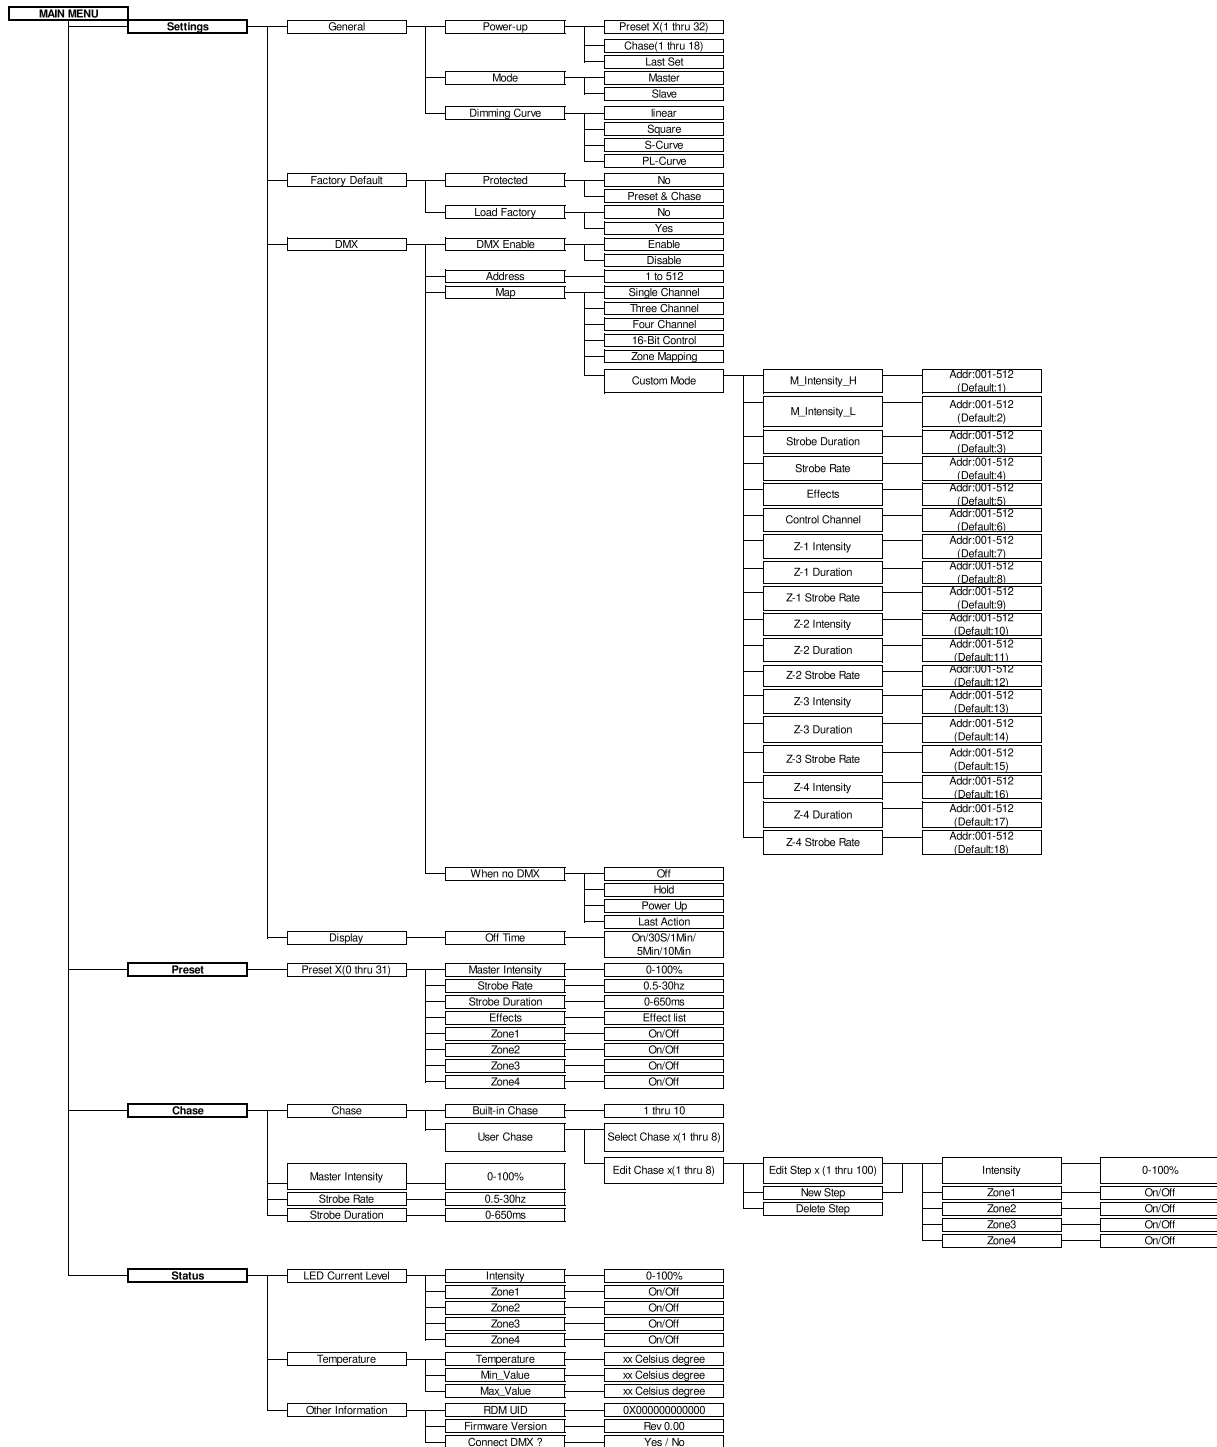 MAIN MENU
Settings General Power-up Preset X(1 thru 32)
Chase(1 thru 18)
Last Set
Mode Master
Slave
Dimming Curve linear
Square
S-Curve
PL-Curve
Factory Default Protected No
Preset & Chase
Load Factory No
Yes
DMX DMX Enable Enable
Disable
Address 1 to 512
Map Single Channel
Three Channel
Four Channel
16-Bit Control
Zone Mapping
Custom Mode M_Intensity_H Addr:001-512
(Default:1)
M_Intensity_L Addr:001-512
(Default:2)
Strobe Duration Addr:001-512
(Default:3)
Strobe Rate Addr:001-512
(Default:4)
Effects Addr:001-512
(Default:5)
Control Channel Addr:001-512
(Default:6)
Z-1 Intensity Addr:001-512
(Default:7)
Z-1 Duration Addr:001-512
(Default:8)
Z-1 Strobe Rate Addr:001-512
(Default:9)
Z-2 Intensity Addr:001-512
(Default:10)
Z-2 Duration Addr:001-512
(Default:11)
Z-2 Strobe Rate Addr:001-512
(Default:12)
Z-3 Intensity Addr:001-512
(Default:13)
Z-3 Duration Addr:001-512
(Default:14)
Z-3 Strobe Rate Addr:001-512
(Default:15)
Z-4 Intensity Addr:001-512
(Default:16)
Z-4 Duration Addr:001-512
(Default:17)
Z-4 Strobe Rate Addr:001-512
(Default:18)
When no DMX Off
Hold
Power Up
Last Action
Display Off Time On/30S/1Min/
5Min/10Min
Preset Preset X(0 thru 31) Master Intensity 0-100%
Strobe Rate 0.5-30hz
Strobe Duration 0-650ms
Effects Effect list
Zone1 On/Off
Zone2 On/Off
Zone3 On/Off
Zone4 On/Off
Chase Chase Built-in Chase 1 thru 10
User Chase Select Chase x(1 thru 8)
Edit Chase x(1 thru 8) Edit Step x (1 thru 100) Intensity 0-100%
Master Intensity 0-100%
New Step Zone1 On/Off
Strobe Rate 0.5-30hz
Delete Step Zone2 On/Off
Strobe Duration 0-650ms
Zone3 On/Off
Zone4 On/Off
Status LED Current Level Intensity 0-100%
Zone1 On/Off
Zone2 On/Off
Zone3 On/Off
Zone4 On/Off
Temperature Temperature xx Celsius degree
Min_Value xx Celsius degree
Max_Value xx Celsius degree
Other Information RDM UID 0X000000000000
Firmware Version Rev 0.00
Connect DMX ? Yes / No